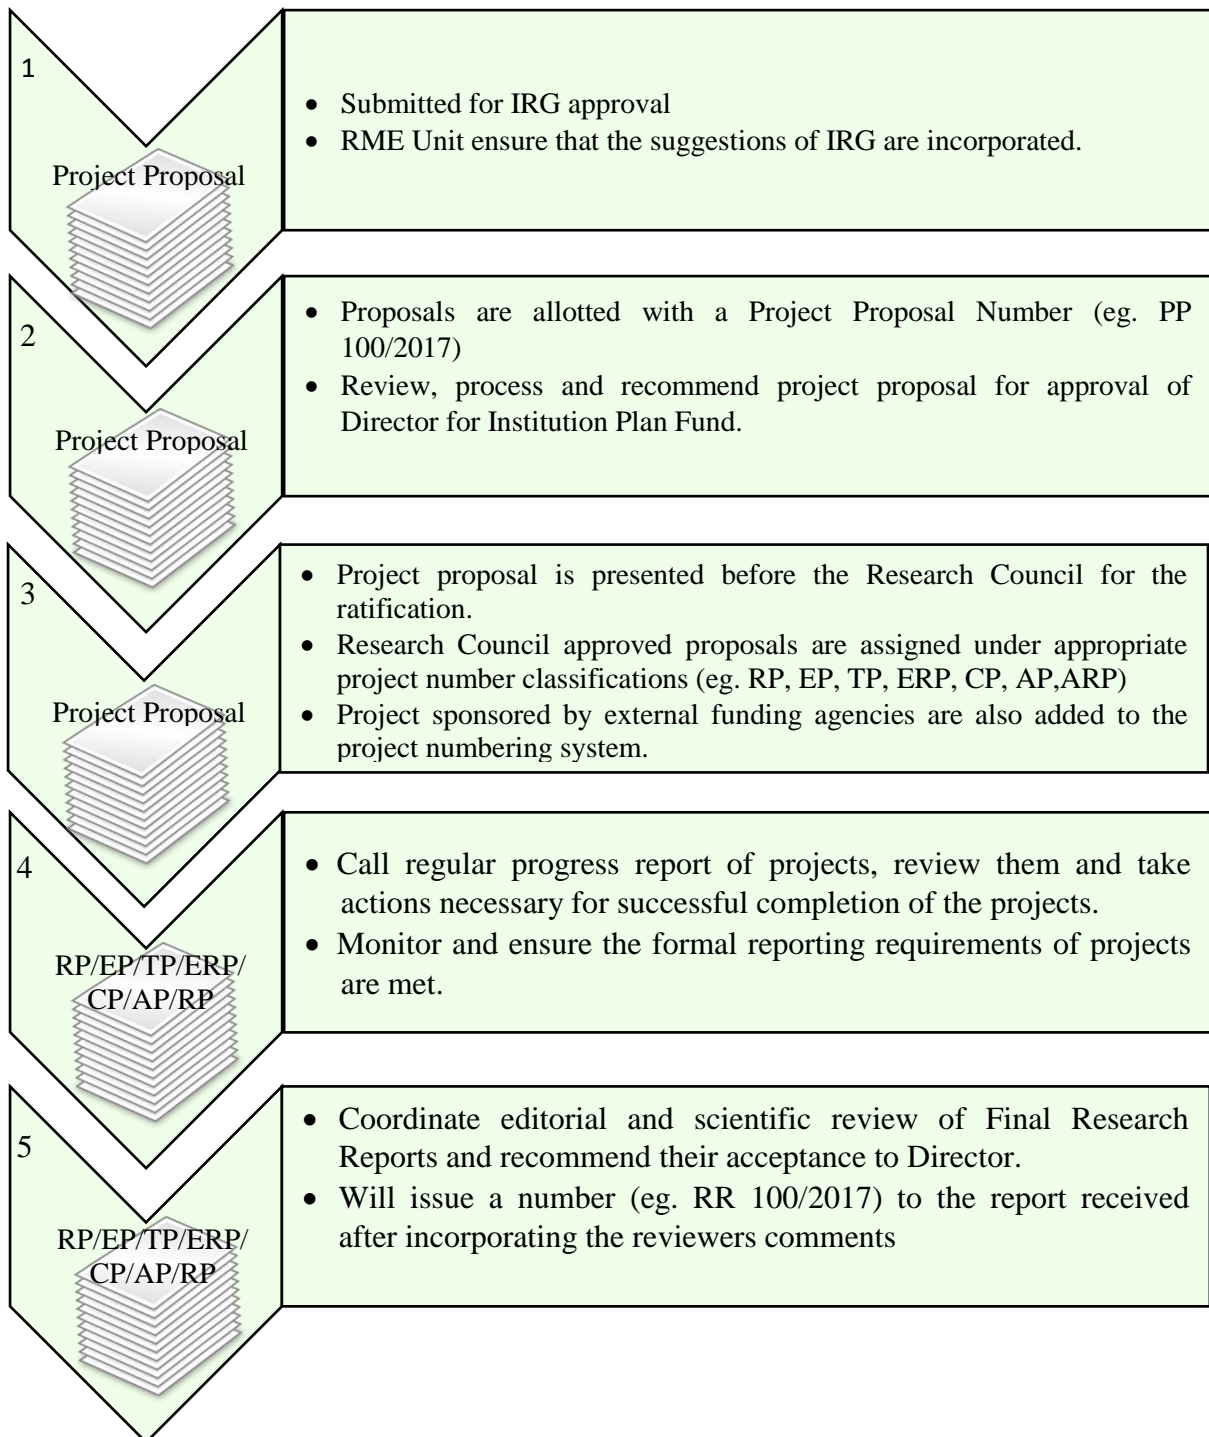 1
Project Proposal
• Submitted for IRG approval
• RME Unit ensure that the suggestions of IRG are incorporated.
2
Project Proposal
• Proposals are allotted with a Project Proposal Number (eg. PP
100/2017)
• Review, process and recommend project proposal for approval of
Director for Institution Plan Fund.
3
Project Proposal
• Project proposal is presented before the Research Council for the
ratification.
• Research Council approved proposals are assigned under appropriate
project number classifications (eg. RP, EP, TP, ERP, CP, AP,ARP)
• Project sponsored by external funding agencies are also added to the
project numbering system.
4
RP/EP/TP/ERP/
CP/AP/RP
• Call regular progress report of projects, review them and take
actions necessary for successful completion of the projects.
• Monitor and ensure the formal reporting requirements of projects
are met.
5
RP/EP/TP/ERP/
CP/AP/RP
• Coordinate editorial and scientific review of Final Research
Reports and recommend their acceptance to Director.
• Will issue a number (eg. RR 100/2017) to the report received
after incorporating the reviewers comments